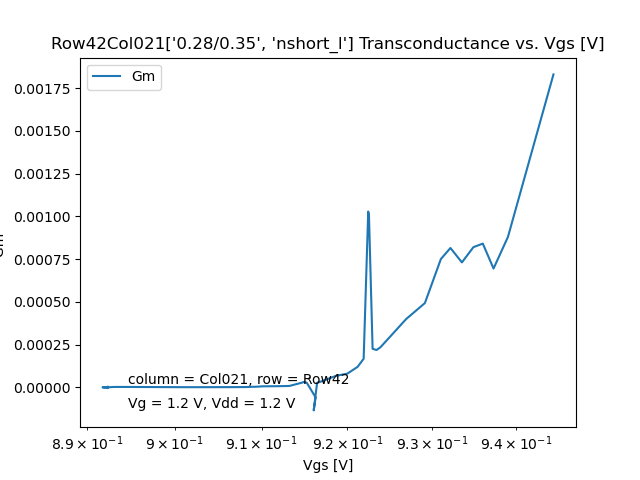 Row42Col021['0.28/0.35', 'nshort_l'] Transconductance vs. Vgs [V]
Gm
0.00175
0.00150
0.00125
0.00100
0.00075
0.00050
0.00025
0.00000
Gm
column = Col021, row = Row42
Vg = 1.2 V, Vdd = 1.2 V
8.9 × 10⁻¹ 9 × 10⁻¹ 9.1 × 10⁻¹ 9.2 × 10⁻¹ 9.3 × 10⁻¹ 9.4 × 10⁻¹
Vgs [V]